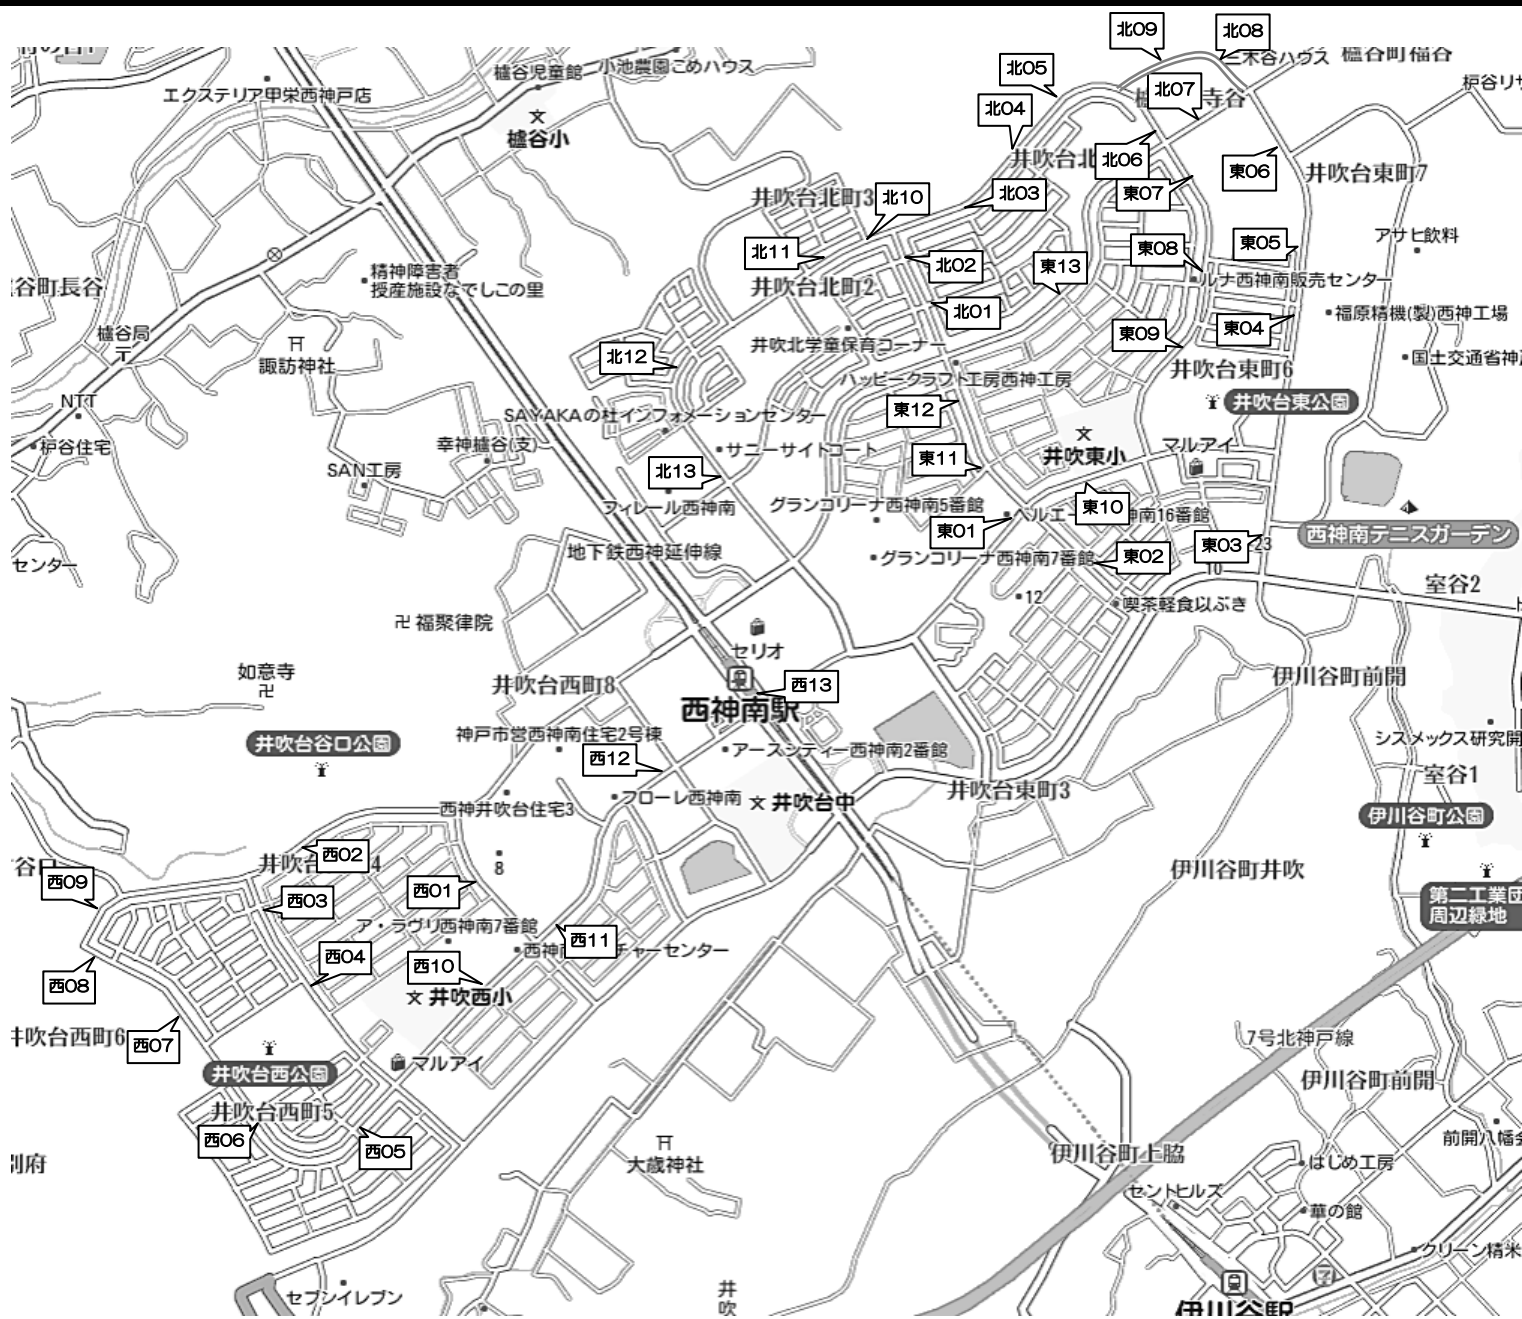 北09
北08
三木谷ハウス
櫨谷町福谷
櫨谷児童館
小池農園こめハウス
北05
エクステリア甲栄西神戸店
北07
寺谷
北04
櫨谷小
井吹台北
北06
東06
井吹台東町7
井吹台北町3
北10
北03
東07
アサヒ飲料
北11
北02
東13
東08
東05
谷町長谷
精神障害者
授産施設なでしこの里
井吹台北町2
ルナ西神南販売センター
北01
櫨谷局
諏訪神社
北12
井吹北学童保育コーナー
東09
東04
福原精機(製)西神工場
国土交通省神戸
井吹台東町6
ハッピークラフト工房西神工房
NTT
SAYAKAの杜インフォメーションセンター
東12
井吹台東公園
栌谷住宅
幸神櫨谷(支)
サニーサイドコート
井吹東小
マルアイ
SAN工房
北13
東11
フィレール西神南
グランコリーナ西神南5番館
東10
ベルエ
神南16番館
東01
西神南テニスガーデン
センター
地下鉄西神延伸線
グランコリーナ西神南7番館
東02
東03
23
10
室谷2
12
喫茶軽食以ぶき
卍 福聚律院
セリオ
如意寺
卍
井吹台西町8
西13
伊川谷町前開
西神南駅
井吹台谷口公園
神戸市営西神南住宅2号棟
西12
アースシティー西神南2番館
シスメックス研究開
室谷1
井吹台東町3
西神井吹台住宅3
フローレ西神南
井吹台中
伊川谷町公園
西02
井吹台
4
8
西09
西01
西03
伊川谷町井吹
第二工業団
周辺緑地
ア・ラヴリ西神南7番館
西11
西神
チャーセンター
西04
西10
西08
井吹西小
井吹台西町6
西07
7号北神戸線
マルアイ
井吹台西公園
伊川谷町前開
井吹台西町5
西06
西05
前開八幡
別府
大歳神社
伊川谷町上脇
はじめ工房
セントヒルズ
華の館
クリーン精米
セブンイレブン
井吹
伊川谷駅